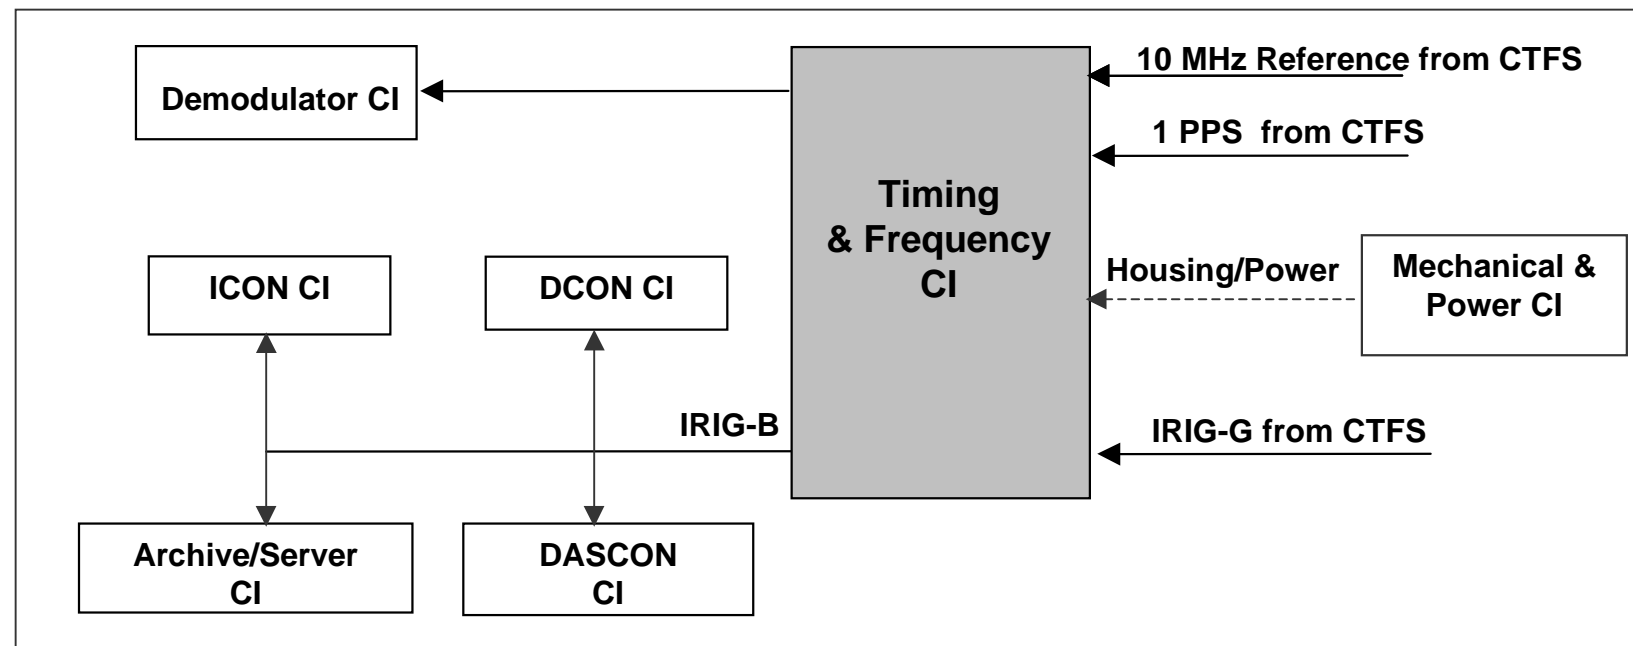 10 MHz Reference from CTFS
Demodulator CI
1 PPS from CTFS
Timing
& Frequency
CI
Housing/Power
Mechanical &
Power CI
ICON CI
DCON CI
IRIG-B
IRIG-G from CTFS
Archive/Server
CI
DASCON
CI